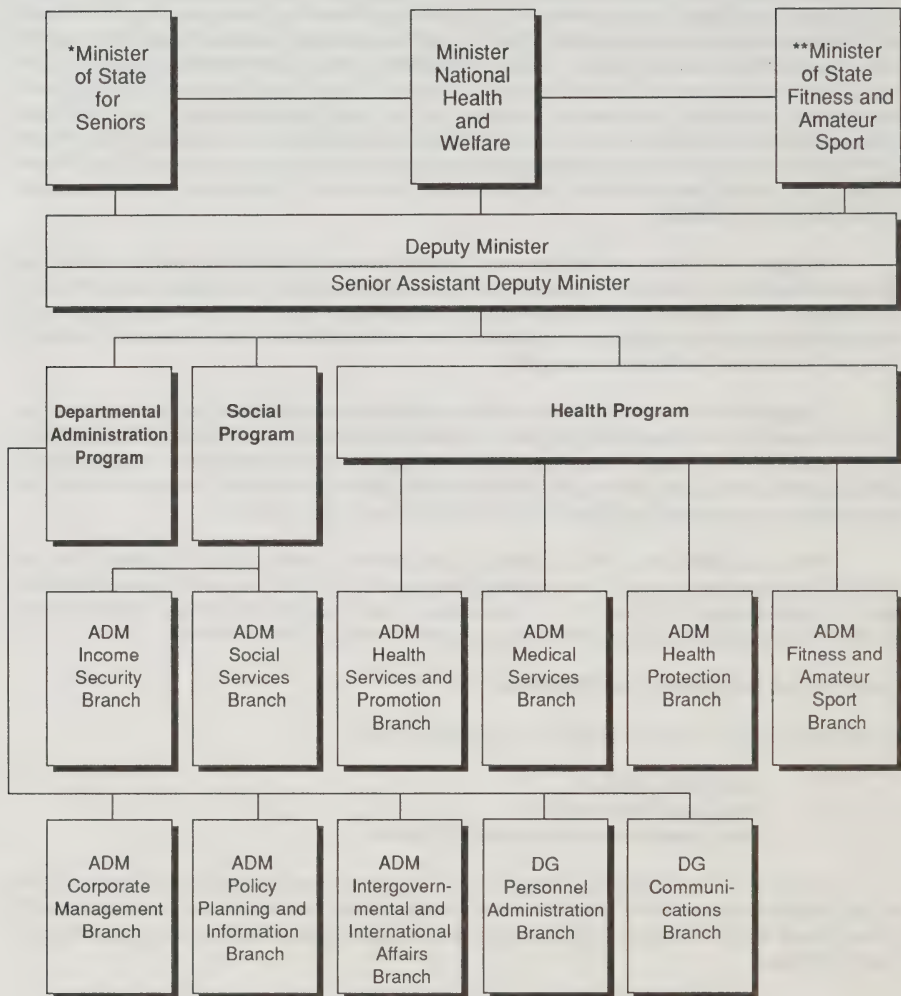 *Minister
of State
for
Seniors
Minister
National
Health
and
Welfare
**Minister
of State
Fitness and
Amateur
Sport
Deputy Minister
Senior Assistant Deputy Minister
Departmental
Administration
Program
Social
Program
Health Program
ADM
Income
Security
Branch
ADM
Social
Services
Branch
ADM
Health
Services and
Promotion
Branch
ADM
Medical
Services
Branch
ADM
Health
Protection
Branch
ADM
Fitness and
Amateur
Sport
Branch
ADM
Corporate
Management
Branch
ADM
Policy
Planning and
Information
Branch
ADM
Intergovern-
mental and
International
Affairs
Branch
DG
Personnel
Administration
Branch
DG
Communi-
cations
Branch